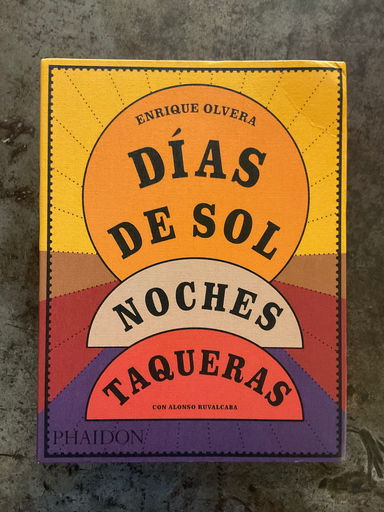 ENRIQUE OLVERA
DÍAS
DE SOL
NOCHES
TAQUERAS
CON ALONSO RUVALCABA
PHAIDON